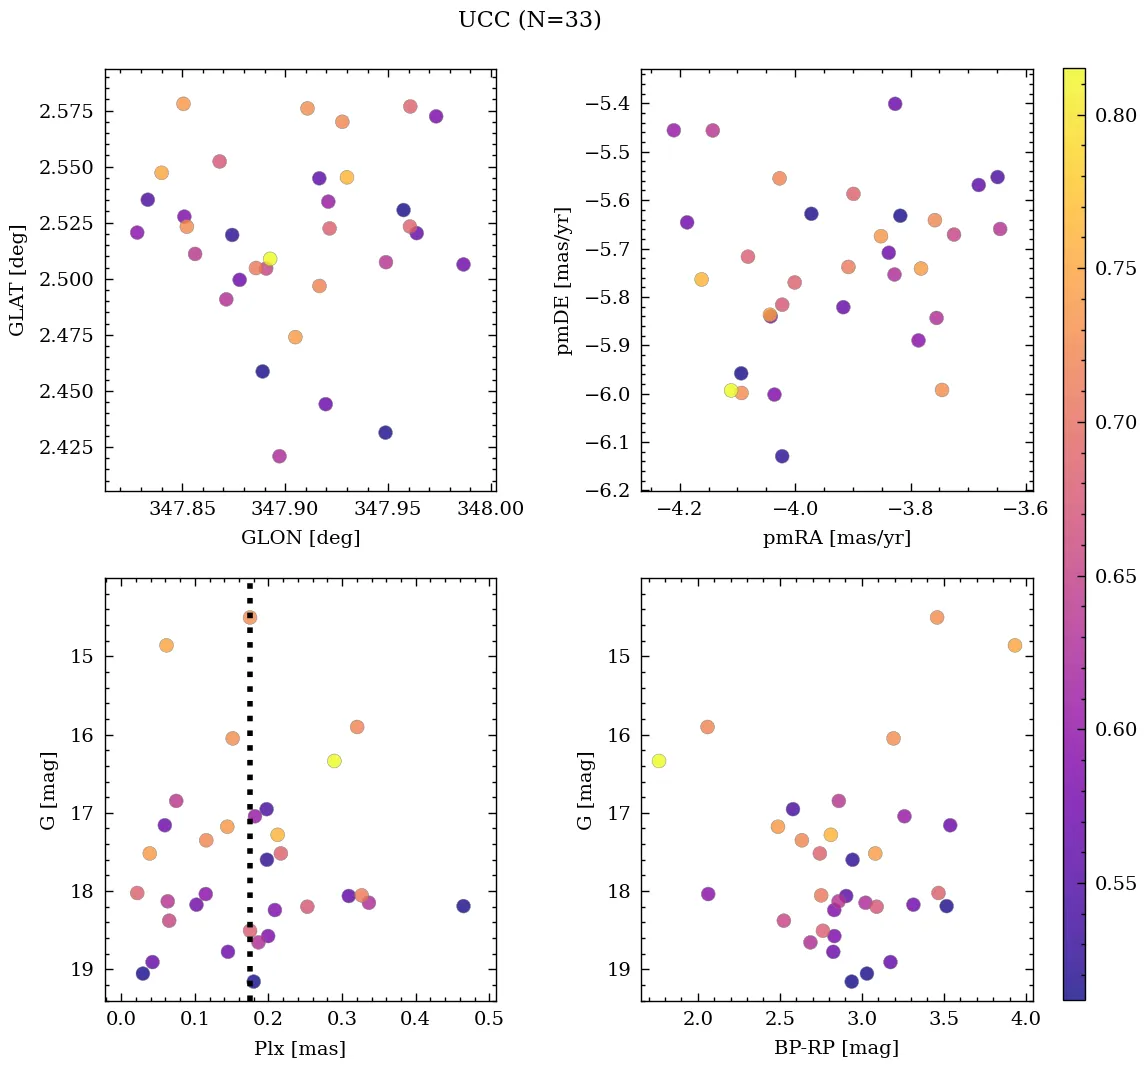 UCC (N=33)
2.575
2.550
2.525
2.500
2.475
2.450
2.425
GLAT [deg]
347.85 347.90 347.95 348.00
GLON [deg]
−5.4
−5.5
−5.6
−5.7
−5.8
−5.9
−6.0
−6.1
−6.2
pmDE [mas/yr]
−4.2 −4.0 −3.8 −3.6
pmRA [mas/yr]
0.80
0.75
0.70
0.65
0.60
0.55
15
16
17
18
19
G [mag]
0.0 0.1 0.2 0.3 0.4 0.5
Plx [mas]
15
16
17
18
19
G [mag]
2.0 2.5 3.0 3.5 4.0
BP-RP [mag]